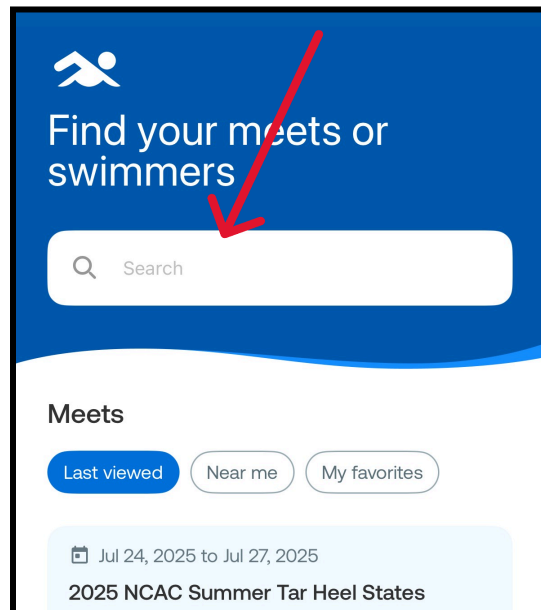 Find your meets or
swimmers
Search
Meets
Last viewed Near me My favorites
Jul 24, 2025 to Jul 27, 2025
2025 NCAC Summer Tar Heel States